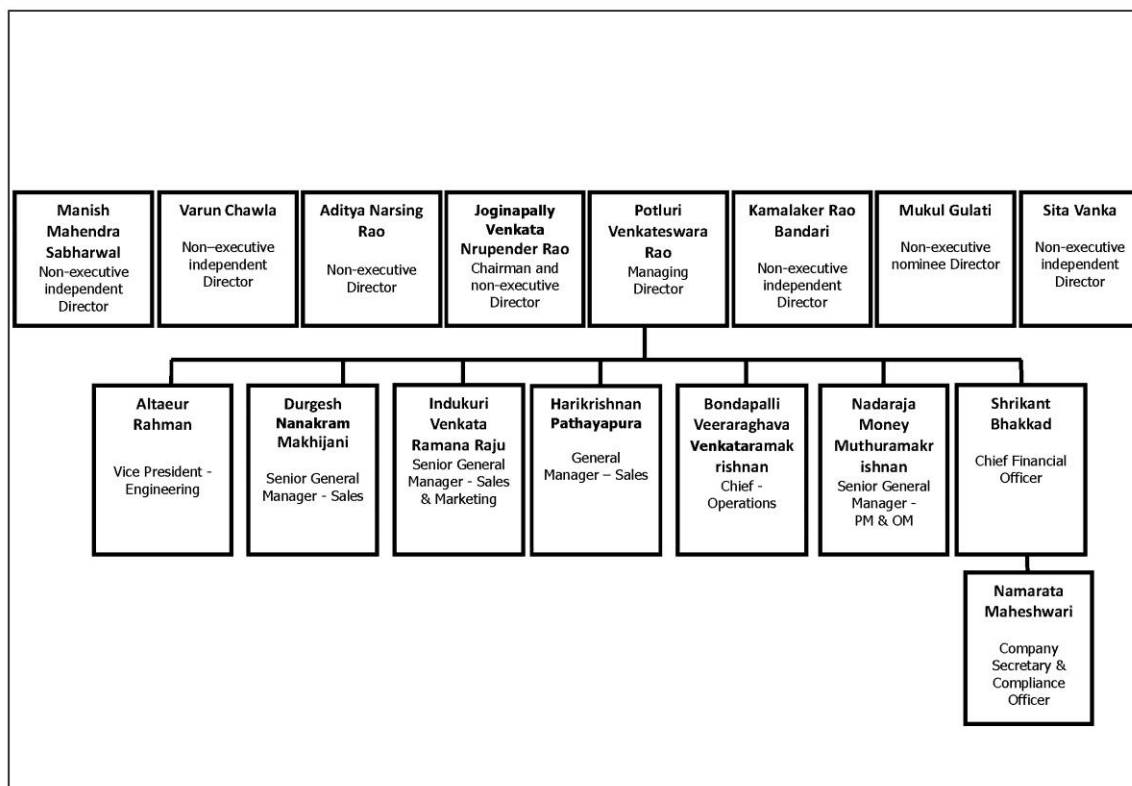 Manish
Mahendra
Sabharwal
Non-executive
independent
Director
Varun Chawla
Non–executive
independent
Director
Aditya Narsing
Rao
Non-executive
Director
Joginapally
Venkata
Nrupender Rao
Chairman and
non-executive
Director
Potluri
Venkateswara
Rao
Managing
Director
Kamalaker Rao
Bandari
Non-executive
independent
Director
Mukul Gulati
Non-executive
nominee Director
Sita Vanka
Non-executive
independent
Director
Altaeur
Rahman
Vice President -
Engineering
Durgesh
Nanakram
Makhijani
Senior General
Manager - Sales
Indukuri
Venkata
Ramana Raju
Senior General
Manager - Sales
& Marketing
Harikrishnan
Pathayapura
General
Manager – Sales
Bondapalli
Veeraraghava
Venkataramak
rishnan
Chief -
Operations
Nadaraja
Money
Muthuramakr
ishnan
Senior General
Manager -
PM & OM
Shrikant
Bhakkad
Chief Financial
Officer
Namarata
Maheshwari
Company
Secretary &
Compliance
Officer